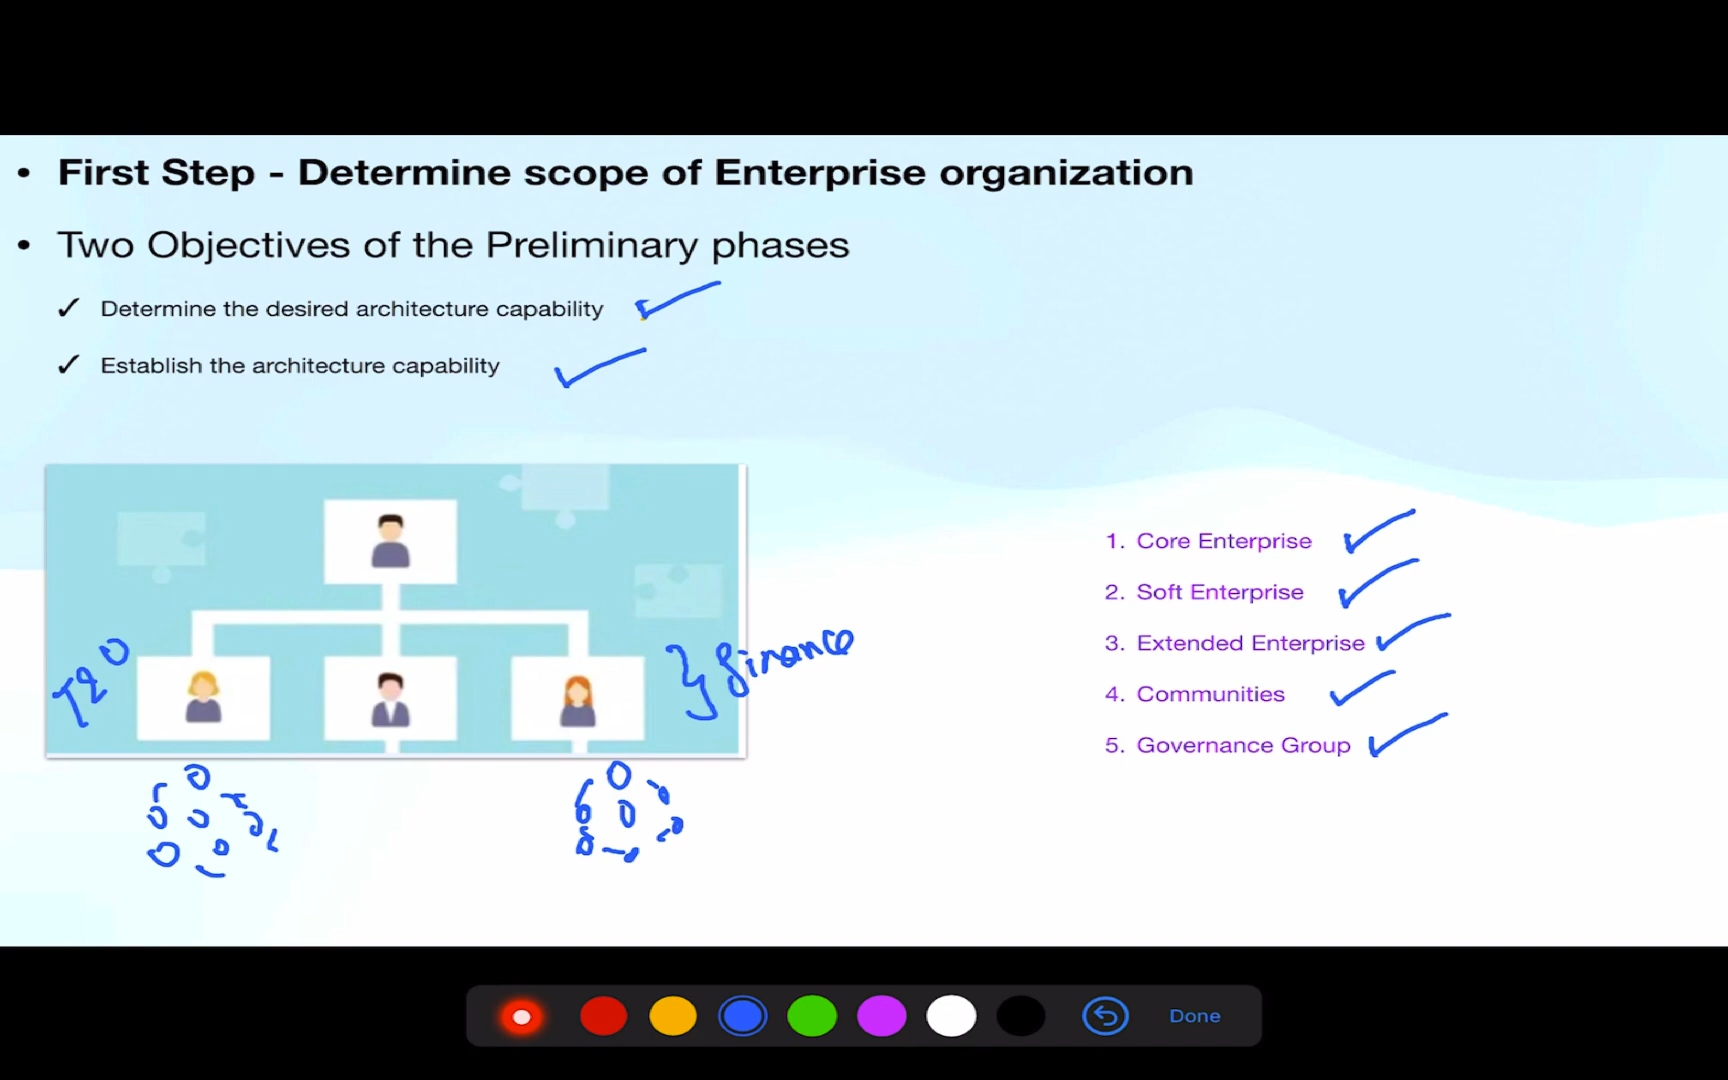 • First Step - Determine scope of Enterprise organization
• Two Objectives of the Preliminary phases
✓ Determine the desired architecture capability
✓ Establish the architecture capability
1. Core Enterprise
2. Soft Enterprise
3. Extended Enterprise
4. Communities
5. Governance Group
} finance
Done